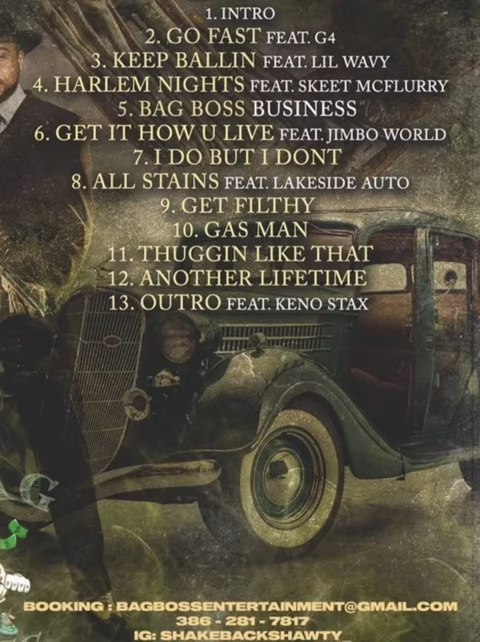 1. INTRO
2. GO FAST FEAT. G4
3. KEEP BALLIN FEAT. LIL WAVY
4. HARLEM NIGHTS FEAT. SKEET MCFLURRY
5. BAG BOSS BUSINESS
6. GET IT HOW U LIVE FEAT. JIMBO WORLD
7. I DO BUT I DONT
8. ALL STAINS FEAT. LAKESIDE AUTO
9. GET FILTHY
10. GAS MAN
11. THUGGIN LIKE THAT
12. ANOTHER LIFETIME
13. OUTRO FEAT. KENO STAX
BOOKING : BAGBOSSENTERTAINMENT@GMAIL.COM
386 - 281 - 7817
IG: SHAKEBACKSHAWTY